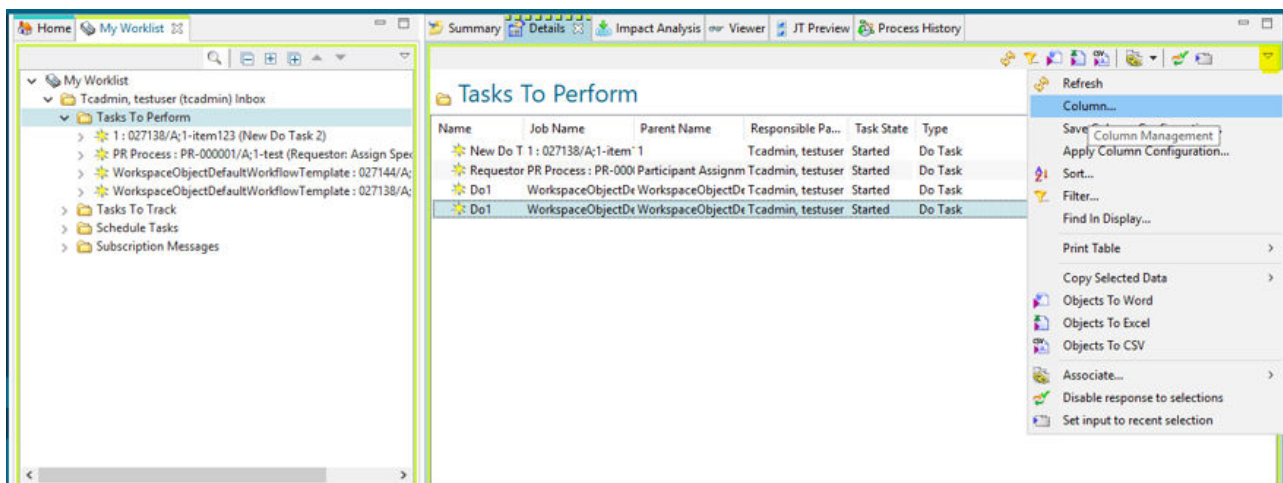 Home My Worklist
Summary Details Impact Analysis Viewer JT Preview Process History
My Worklist
Tcadmin, testuser (tcadmin) Inbox
Tasks To Perform
1 : 027138/A;1-item123 (New Do Task 2)
PR Process : PR-000001/A;1-test (Requestor: Assign Spec
WorkspaceObjectDefaultWorkflowTemplate : 027144/A;
WorkspaceObjectDefaultWorkflowTemplate : 027138/A;
Tasks To Track
Schedule Tasks
Subscription Messages
Tasks To Perform
Name Job Name Parent Name Responsible Pa... Task State Type
New Do T 1 : 027138/A;1-item 1 Tcadmin, testuser Started Do Task
Requestor PR Process : PR-000 Participant Assignm Tcadmin, testuser Started Do Task
Do1 WorkspaceObjectDe WorkspaceObjectDe Tcadmin, testuser Started Do Task
Do1 WorkspaceObjectDe WorkspaceObjectDe Tcadmin, testuser Started Do Task
Refresh
Column...
Save
Column Management
Apply Column Configuration...
Sort...
Filter...
Find In Display...
Print Table
Copy Selected Data
Objects To Word
Objects To Excel
Objects To CSV
Associate...
Disable response to selections
Set input to recent selection